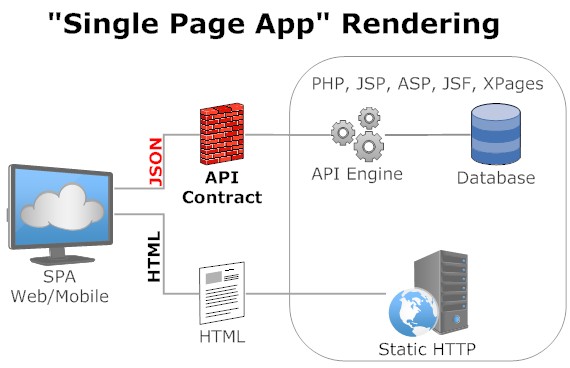 "Single Page App" Rendering
PHP, JSP, ASP, JSF, XPages
JSON
API
Contract
API Engine
Database
SPA
Web/Mobile
HTML
HTML
Static HTTP